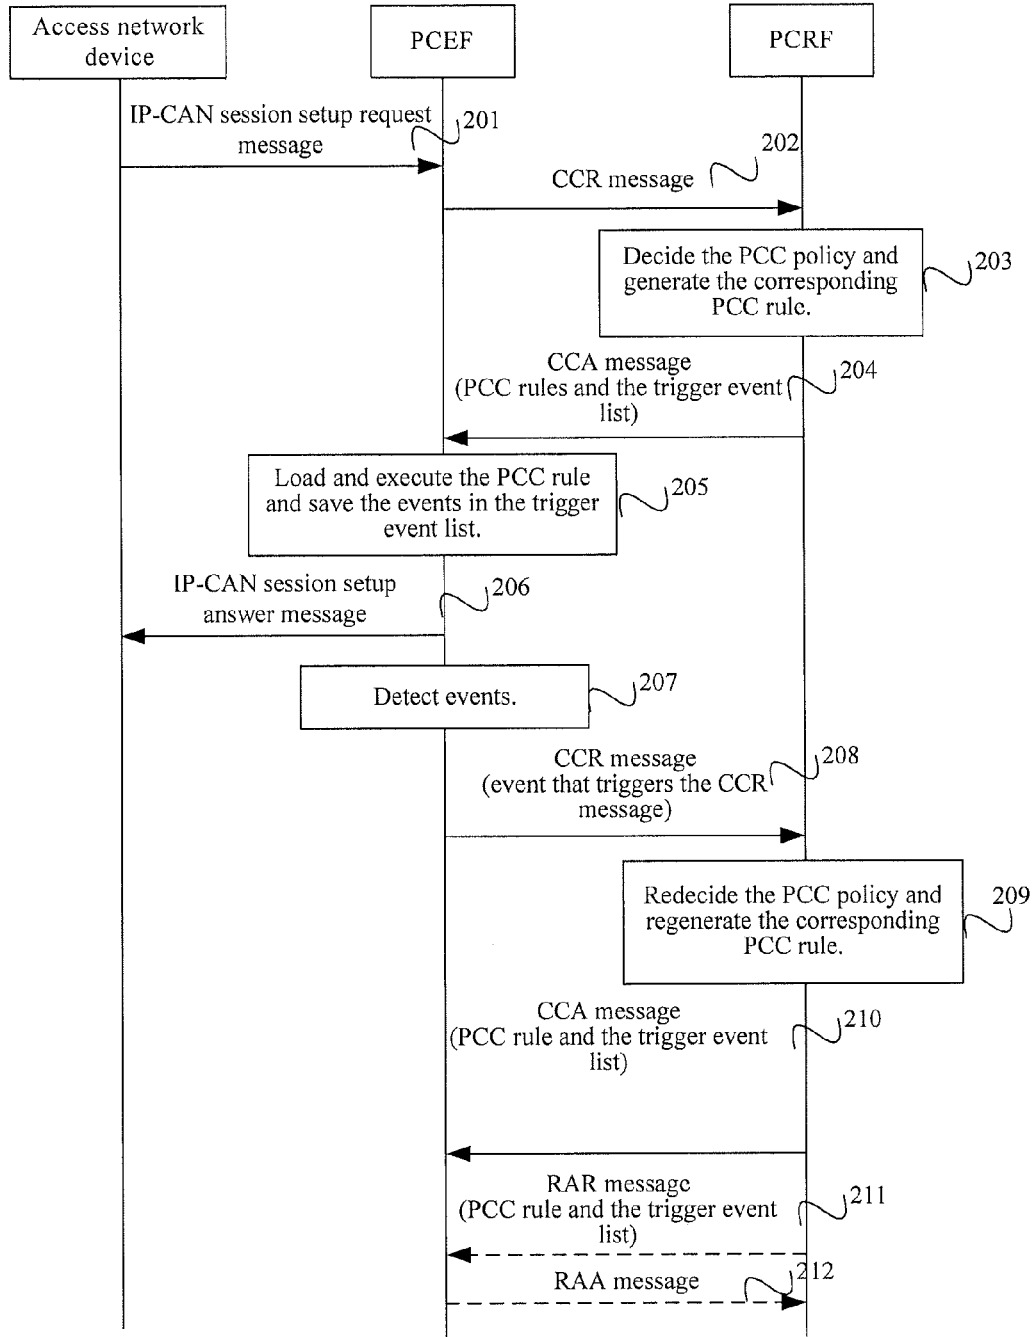 Access network
device
PCEF
PCRF
IP-CAN session setup request
message
201
202
CCR message
Decide the PCC policy and
generate the corresponding
PCC rule.
203
CCA message
(PCC rules and the trigger event
list)
204
Load and execute the PCC rule
and save the events in the trigger
event list.
205
IP-CAN session setup
answer message
206
Detect events.
207
CCR message
(event that triggers the CCR
message)
208
Redecide the PCC policy and
regenerate the corresponding
PCC rule.
209
CCA message
(PCC rule and the trigger event
list)
210
RAR message
(PCC rule and the trigger event
list)
211
RAA message
212